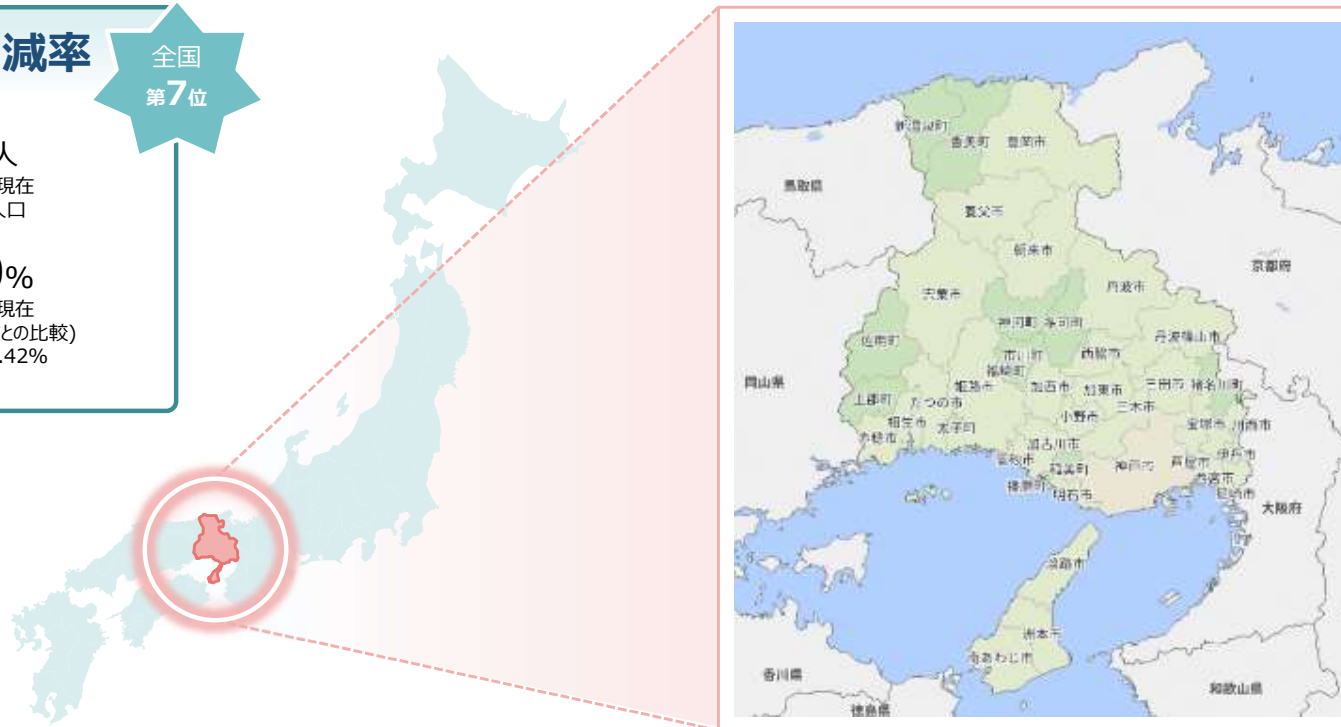 減率
全国
第7位
人
現在
人口
%
現在
との比較)
.42%
新温泉町
香美町
豊岡市
鳥取県
養父市
朝来市
京都府
宍粟市
丹波市
神河町
多可町
佐用町
丹波篠山市
市川町
西脇市
福崎町
岡山県
姫路市
加西市
加東市
三田市
猪名川町
上郡町
たつの市
三木市
小野市
相生市
太子町
宝塚市
川西市
赤穂市
加古川市
高砂市
稲美町
神戸市
芦屋市
伊丹市
西宮市
播磨町
明石市
尼崎市
大阪府
淡路市
洲本市
南あわじ市
香川県
和歌山県
徳島県